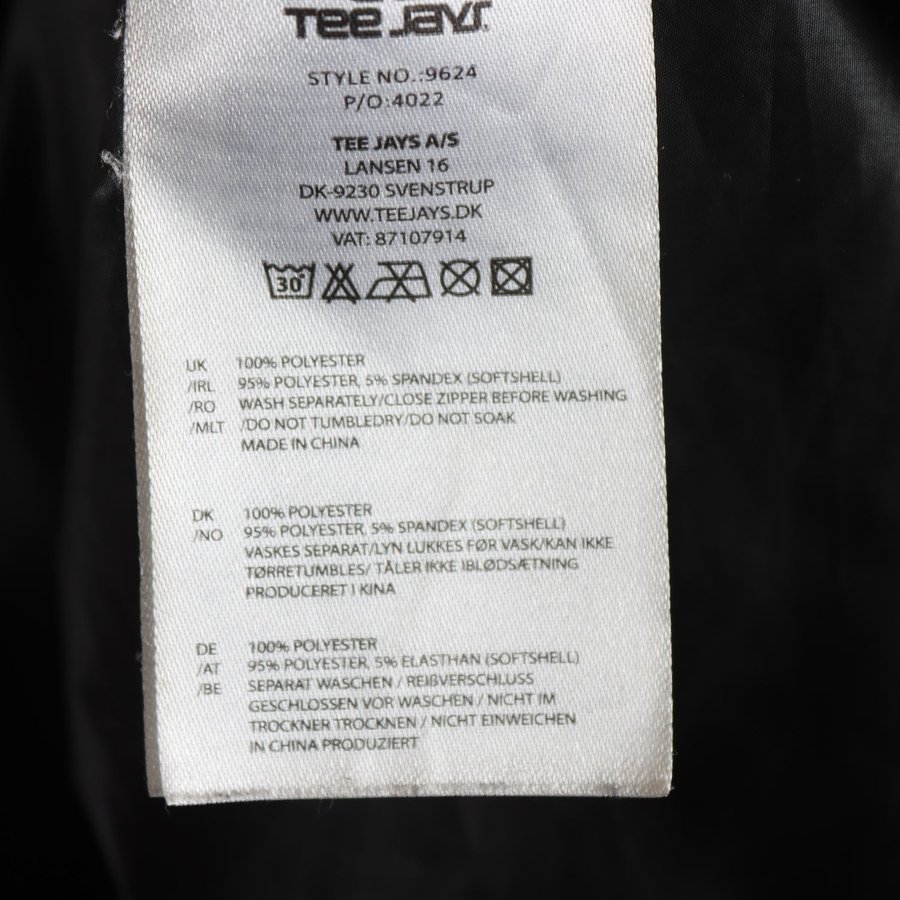 Tee Jays
STYLE NO.:9624
P/O:4022
TEE JAYS A/S
LANSEN 16
DK-9230 SVENSTRUP
WWW.TEEJAYS.DK
VAT: 87107914
30°
UK 100% POLYESTER
/IRL 95% POLYESTER, 5% SPANDEX (SOFTSHELL)
/RO WASH SEPARATELY/CLOSE ZIPPER BEFORE WASHING
/MLT /DO NOT TUMBLEDRY/DO NOT SOAK
MADE IN CHINA
DK 100% POLYESTER
/NO 95% POLYESTER, 5% SPANDEX (SOFTSHELL)
VASKES SEPARAT/LYN LUKKES FØR VASK/KAN IKKE
TØRRETUMBLES/ TÅLER IKKE IBLØDSÆTNING
PRODUCERET I KINA
DE 100% POLYESTER
/AT 95% POLYESTER, 5% ELASTHAN (SOFTSHELL)
/BE SEPARAT WASCHEN / REIßVERSCHLUSS
GESCHLOSSEN VOR WASCHEN / NICHT IM
TROCKNER TROCKNEN / NICHT EINWEICHEN
IN CHINA PRODUZIERT